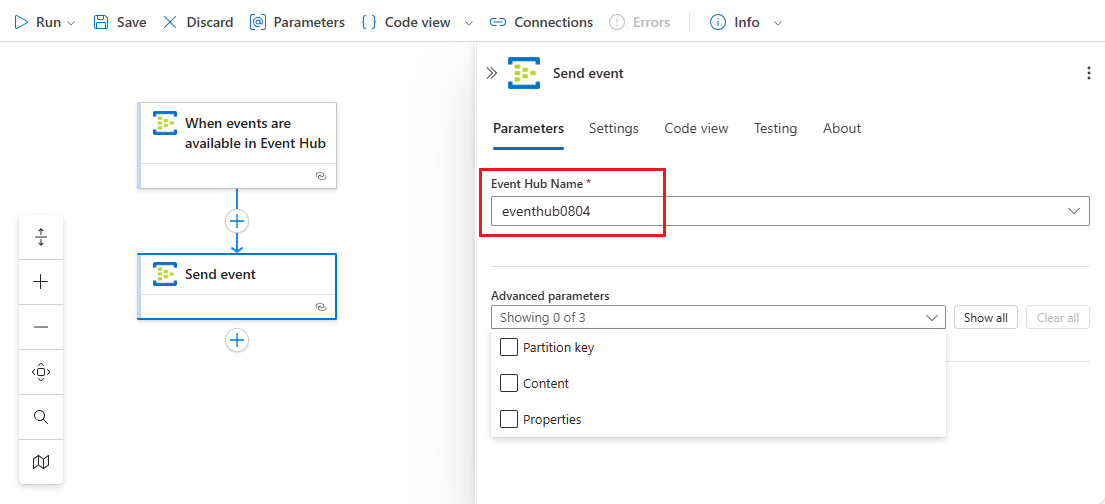 Run Save Discard Parameters Code view Connections Errors Info
Send event
Parameters Settings Code view Testing About
Event Hub Name *
eventhub0804
Advanced parameters
Showing 0 of 3 Show all Clear all
Partition key
Content
Properties
When events are
available in Event Hub
Send event